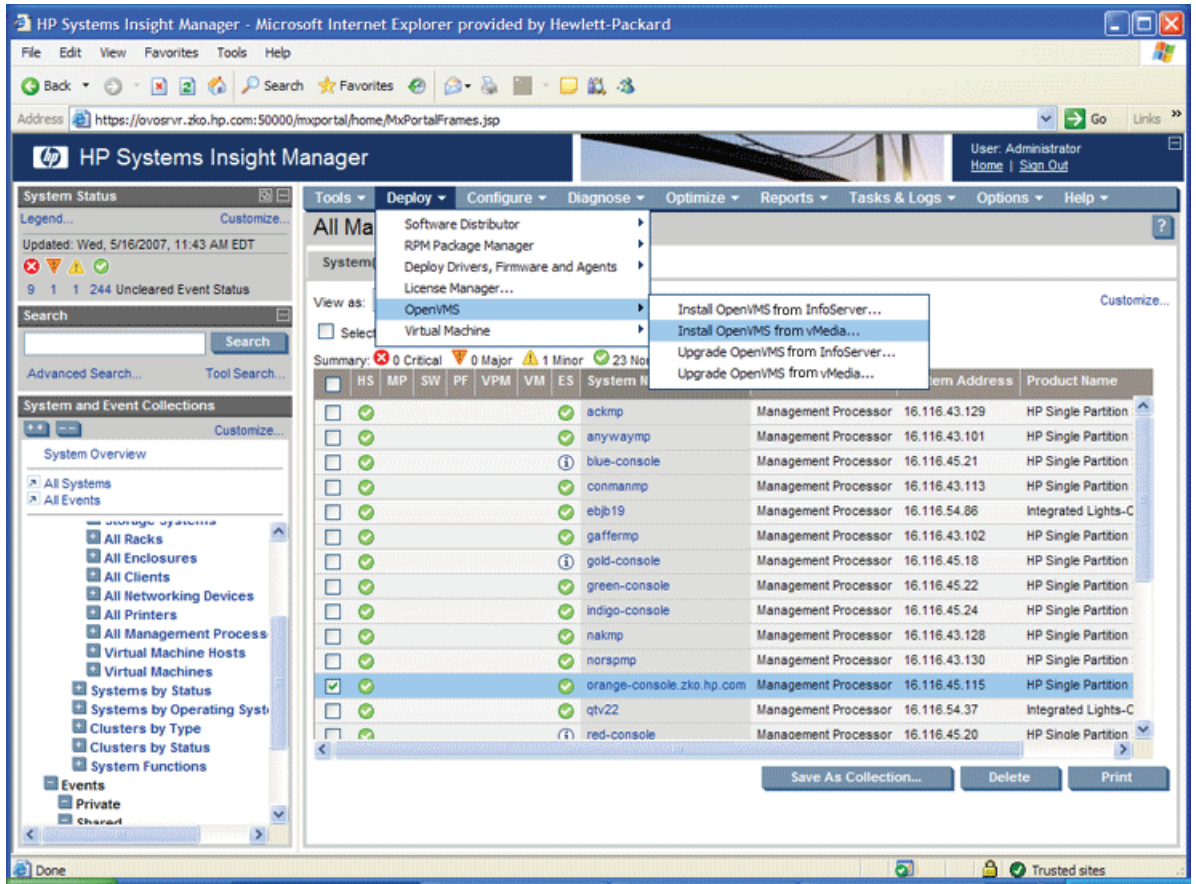 HP Systems Insight Manager - Microsoft Internet Explorer provided by Hewlett-Packard
File Edit View Favorites Tools Help
Back Search Favorites
Address https://ovosrvr.zko.hp.com:50000/mxportal/home/MxPortalFrames.jsp Go Links »
hp HP Systems Insight Manager
User: Administrator
Home | Sign Out
System Status
Legend... Customize...
Updated: Wed, 5/16/2007, 11:43 AM EDT
9 1 1 244 Uncleared Event Status
Search
Search
Advanced Search... Tool Search...
System and Event Collections
Customize...
System Overview
All Systems
All Events
Storage Systems
All Racks
All Enclosures
All Clients
All Networking Devices
All Printers
All Management Process
Virtual Machine Hosts
Virtual Machines
Systems by Status
Systems by Operating Syst
Clusters by Type
Clusters by Status
System Functions
Events
Private
Shared
Tools Deploy Configure Diagnose Optimize Reports Tasks & Logs Options Help
All Ma
?
System(
View as:
Customize...
Select
Software Distributor
RPM Package Manager
Deploy Drivers, Firmware and Agents
License Manager...
OpenVMS
Virtual Machine
Install OpenVMS from InfoServer...
Install OpenVMS from vMedia...
Upgrade OpenVMS from InfoServer...
Upgrade OpenVMS from vMedia...
Summary: 0 Critical 0 Major 1 Minor 23 Nor
HS MP SW PF VPM VM ES System N tem Address Product Name
ackmp Management Processor 16.116.43.129 HP Single Partition
anywaymp Management Processor 16.116.43.101 HP Single Partition
blue-console Management Processor 16.116.45.21 HP Single Partition
conmanmp Management Processor 16.116.43.113 HP Single Partition
ebjb19 Management Processor 16.116.54.86 Integrated Lights-C
gaffermp Management Processor 16.116.43.102 HP Single Partition
gold-console Management Processor 16.116.45.18 HP Single Partition
green-console Management Processor 16.116.45.22 HP Single Partition
indigo-console Management Processor 16.116.45.24 HP Single Partition
nakmp Management Processor 16.116.43.128 HP Single Partition
norspmp Management Processor 16.116.43.130 HP Single Partition
orange-console.zko.hp.com Management Processor 16.116.45.115 HP Single Partition
qtv22 Management Processor 16.116.54.37 Integrated Lights-C
red-console Management Processor 16.116.45.20 HP Single Partition
Save As Collection... Delete Print
Done Trusted sites